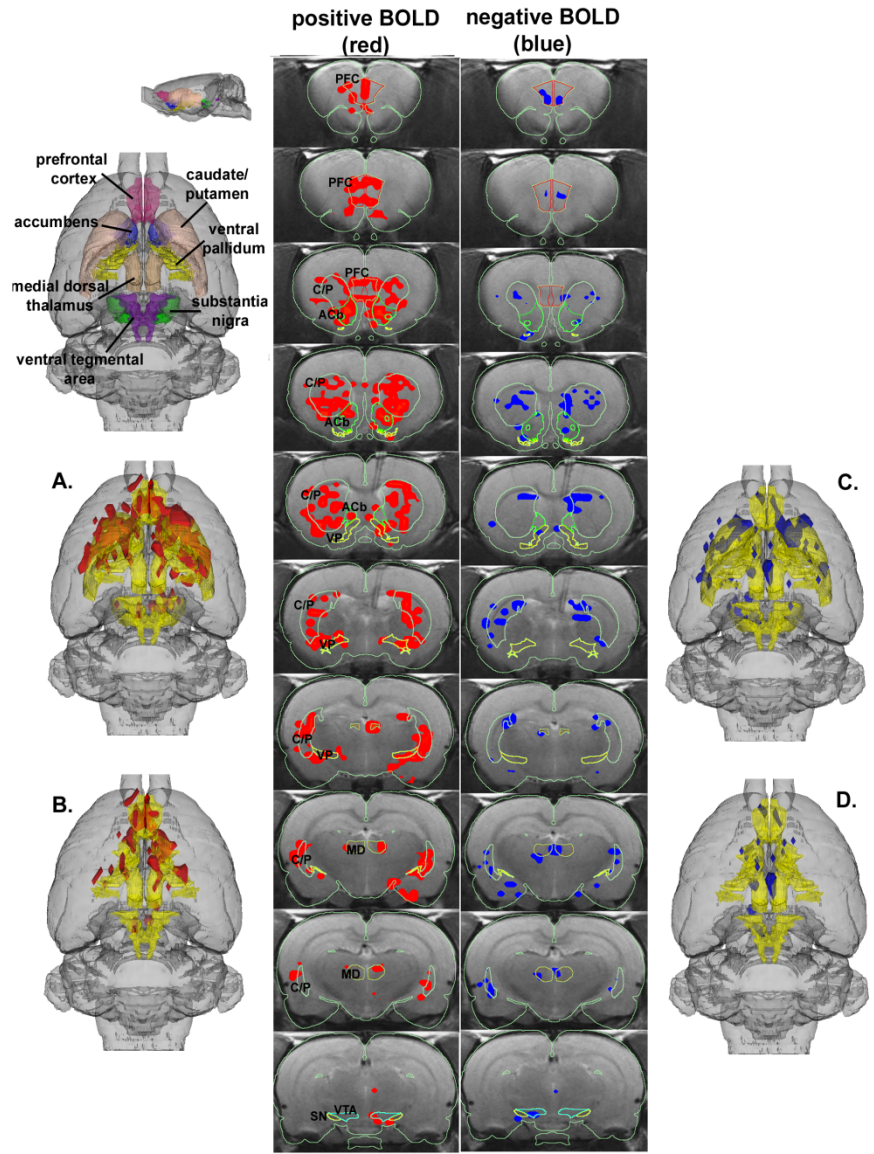 positive BOLD
(red)
negative BOLD
(blue)
prefrontal
cortex
caudate/
putamen
accumbens
ventral
pallidum
medial dorsal
thalamus
substantia
nigra
ventral tegmental
area
A.
B.
C.
D.
PFC
PFC
PFC
C/P
ACb
C/P
ACb
C/P
ACb
VP
C/P
VP
C/P
VP
MD
C/P
MD
C/P
VTA
SN